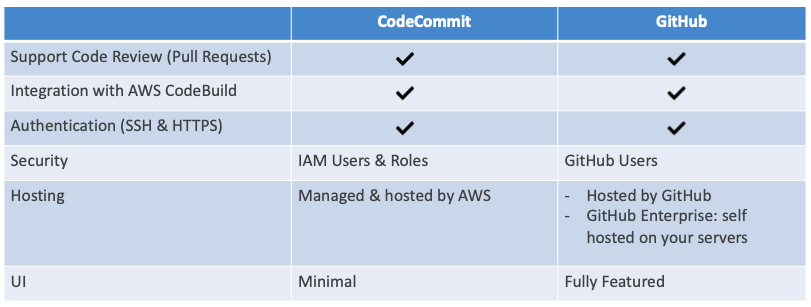 CodeCommit GitHub
Support Code Review (Pull Requests) ✔ ✔
Integration with AWS CodeBuild ✔ ✔
Authentication (SSH & HTTPS) ✔ ✔
Security IAM Users & Roles GitHub Users
Hosting Managed & hosted by AWS - Hosted by GitHub
- GitHub Enterprise: self
hosted on your servers
UI Minimal Fully Featured